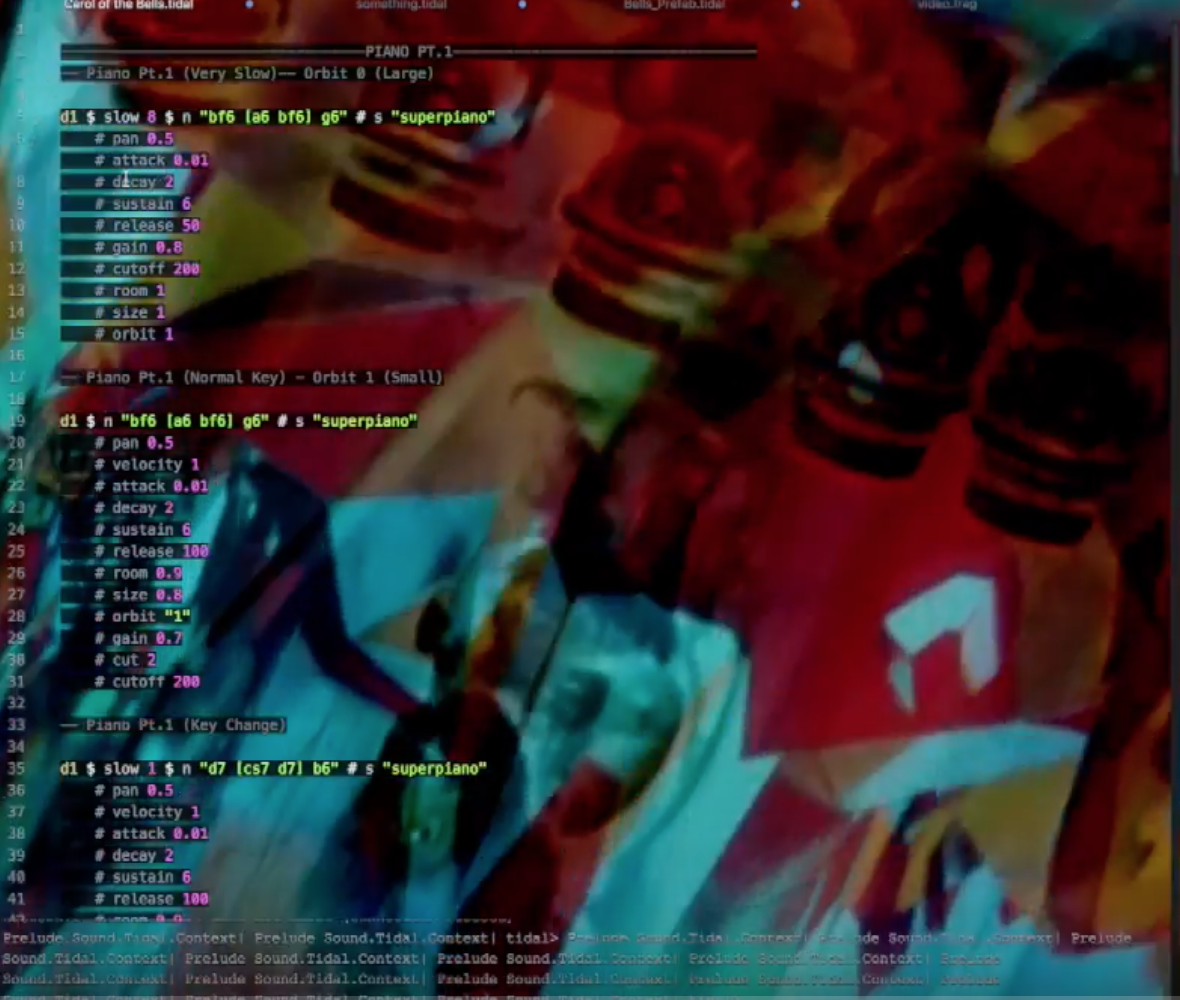 Carol of the Bells.tidal something.tidal Bells_Prefab.tidal video.frag
1
══════ PIANO PT.1 ══════
— Piano Pt.1 (Very Slow)—— Orbit 0 (Large)
d1 $ slow 8 $ n "bf6 [a6 bf6] g6" # s "superpiano"
# pan 0.5
# attack 0.01
8 # decay 2
9 # sustain 6
10 # release 50
11 # gain 0.8
12 # cutoff 200
13 # room 1
14 # size 1
15 # orbit 1
16
17 — Piano Pt.1 (Normal Key) - Orbit 1 (Small)
18
19 d1 $ n "bf6 [a6 bf6] g6" # s "superpiano"
20 # pan 0.5
21 # velocity 1
22 # attack 0.01
23 # decay 2
24 # sustain 6
25 # release 100
26 # room 0.9
27 # size 0.8
28 # orbit "1"
29 # gain 0.7
30 # cut 2
31 # cutoff 200
32
33 — Piano Pt.1 (Key Change)
34
35 d1 $ slow 1 $ n "d7 [cs7 d7] b6" # s "superpiano"
36 # pan 0.5
37 # velocity 1
38 # attack 0.01
39 # decay 2
40 # sustain 6
41 # release 100
42 # room 0.9
Prelude Sound.Tidal.Context| Prelude Sound.Tidal.Context| tidal> Prelude Sound.Tidal.Context| Prelude Sound.Tidal.Context| Prelude
Sound.Tidal.Context| Prelude Sound.Tidal.Context| Prelude Sound.Tidal.Context| Prelude Sound.Tidal.Context| Prelude
Sound.Tidal.Context| Prelude Sound.Tidal.Context| Prelude Sound.Tidal.Context| Prelude Sound.Tidal.Context| Prelude